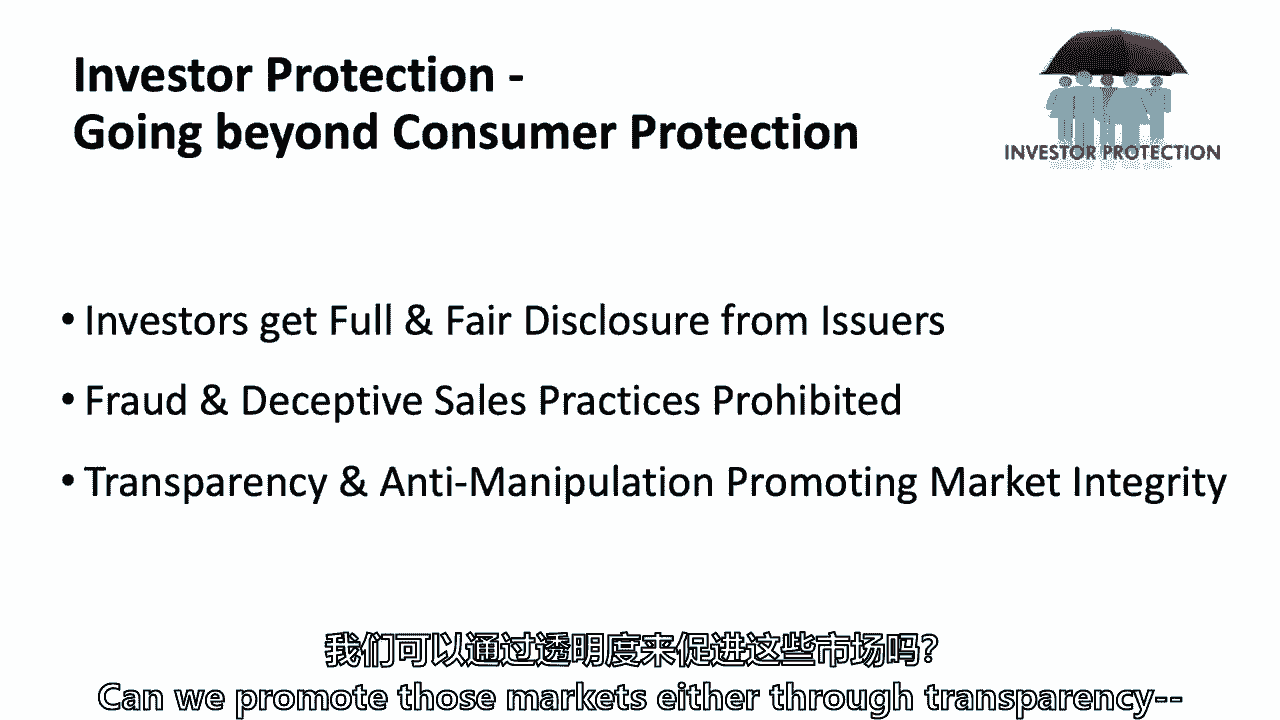 Investor Protection -
Going beyond Consumer Protection
INVESTOR PROTECTION
• Investors get Full & Fair Disclosure from Issuers
• Fraud & Deceptive Sales Practices Prohibited
• Transparency & Anti-Manipulation Promoting Market Integrity
我们可以通过透明度来促进这些市场吗?
Can we promote those markets either through transparency--